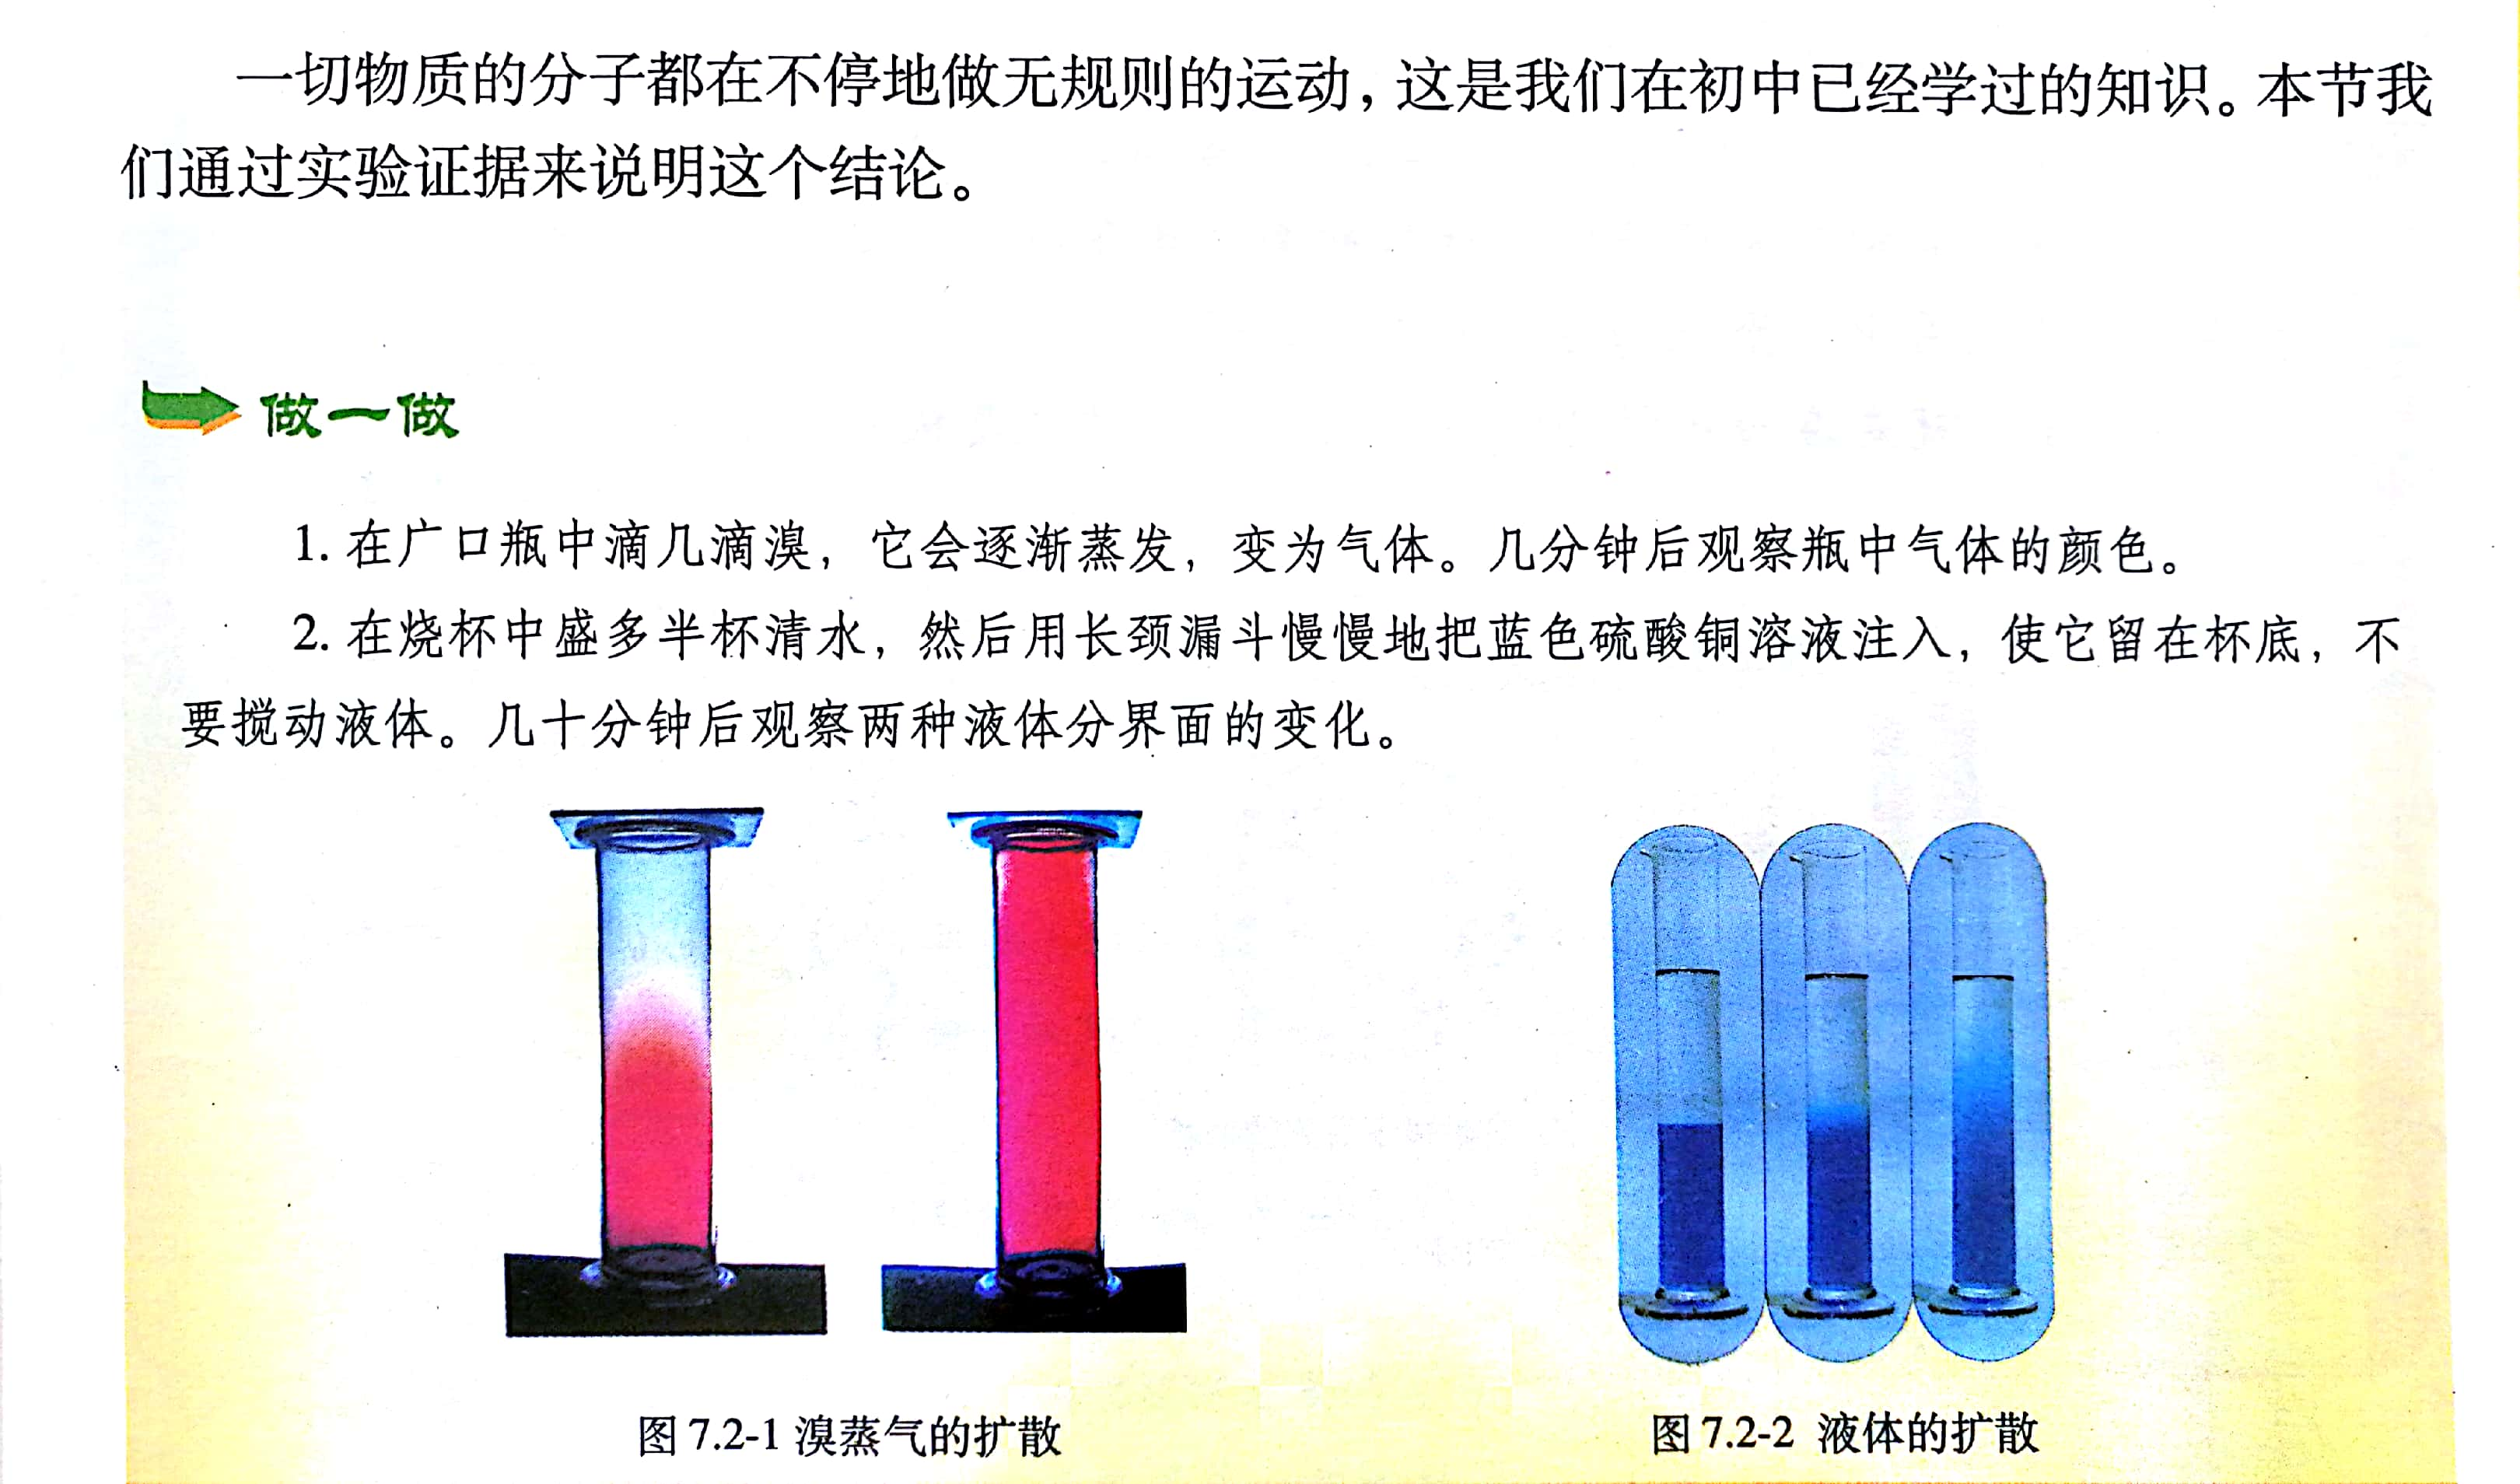 一切物质的分子都在不停地做无规则的运动，这是我们在初中已经学过的知识。本节我
们通过实验证据来说明这个结论。
做一做
1. 在广口瓶中滴几滴溴，它会逐渐蒸发，变为气体。几分钟后观察瓶中气体的颜色。
2. 在烧杯中盛多半杯清水，然后用长颈漏斗慢慢地把蓝色硫酸铜溶液注入，使它留在杯底，不
要搅动液体。几十分钟后观察两种液体分界面的变化。
图 7.2-1 溴蒸气的扩散
图 7.2-2 液体的扩散